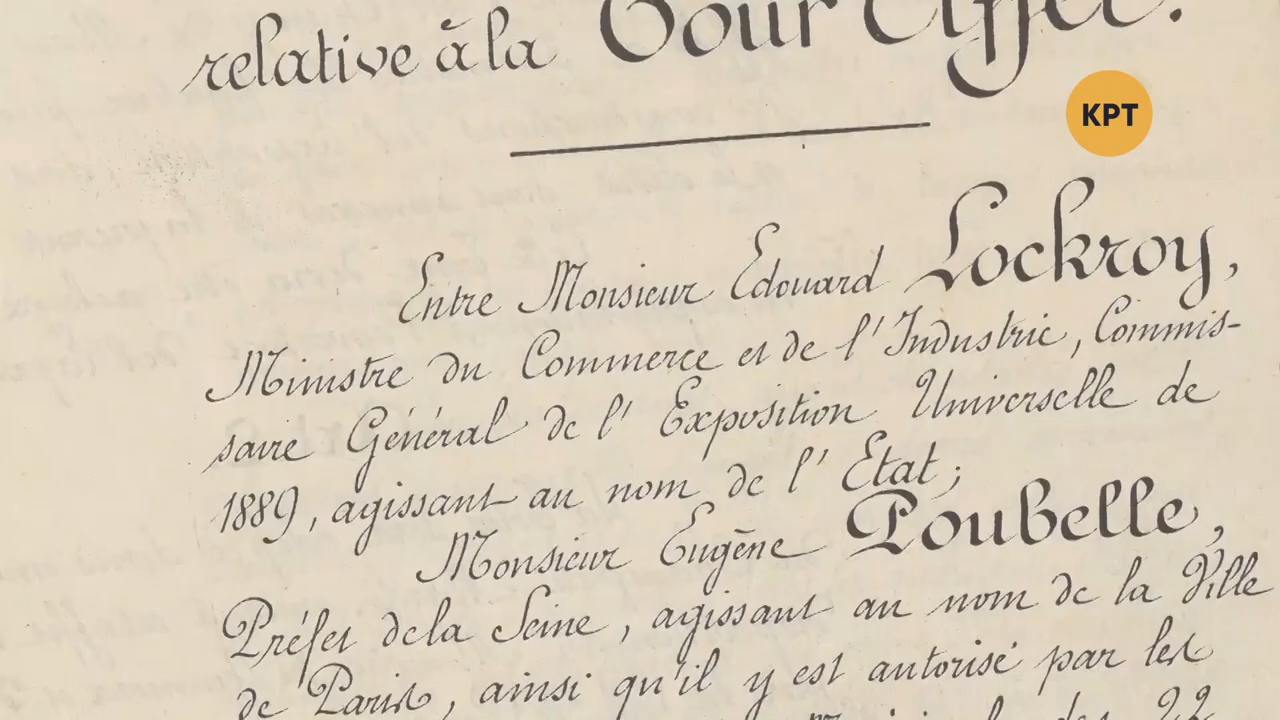 relative à la Tour Eiffel.
KPT
Entre Monsieur Edouard Lockroy,
Ministre du Commerce et de l'Industrie, Commis-
saire Général de l'Exposition Universelle de
1889, agissant au nom de l'Etat;
Monsieur Eugène Poubelle,
Préfet de la Seine, agissant au nom de la Ville
de Paris, ainsi qu'il y est autorisé par les
des 22